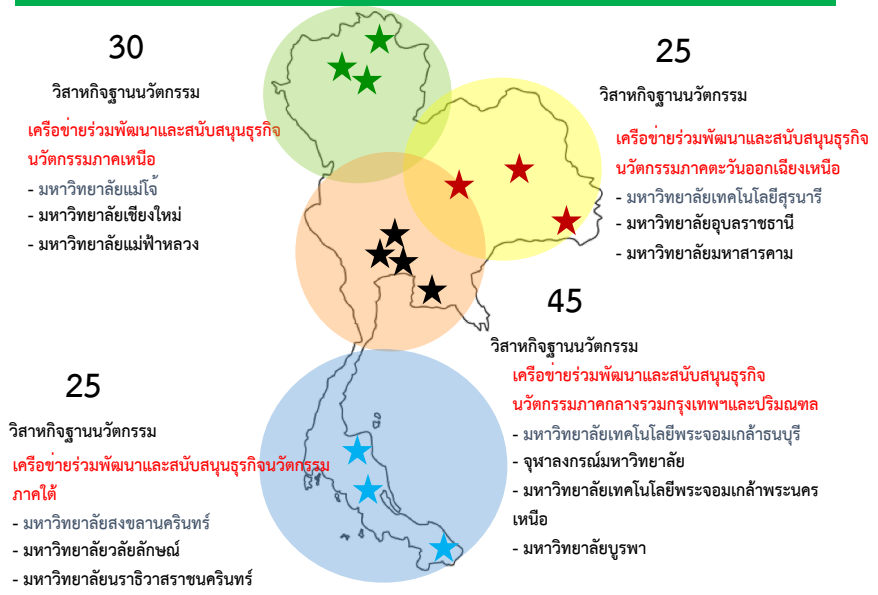 30
วิสาหกิจฐานนวัตกรรม
เครือข่ายร่วมพัฒนาและสนับสนุนธุรกิจ
นวัตกรรมภาคเหนือ
- มหาวิทยาลัยแม่โจ้
- มหาวิทยาลัยเชียงใหม่
- มหาวิทยาลัยแม่ฟ้าหลวง
25
วิสาหกิจฐานนวัตกรรม
เครือข่ายร่วมพัฒนาและสนับสนุนธุรกิจ
นวัตกรรมภาคตะวันออกเฉียงเหนือ
- มหาวิทยาลัยเทคโนโลยีสุรนารี
- มหาวิทยาลัยอุบลราชธานี
- มหาวิทยาลัยมหาสารคาม
45
วิสาหกิจฐานนวัตกรรม
เครือข่ายร่วมพัฒนาและสนับสนุนธุรกิจ
นวัตกรรมภาคกลางรวมกรุงเทพฯและปริมณฑล
- มหาวิทยาลัยเทคโนโลยีพระจอมเกล้าธนบุรี
- จุฬาลงกรณ์มหาวิทยาลัย
- มหาวิทยาลัยเทคโนโลยีพระจอมเกล้าพระนคร
เหนือ
- มหาวิทยาลัยบูรพา
25
วิสาหกิจฐานนวัตกรรม
เครือข่ายร่วมพัฒนาและสนับสนุนธุรกิจนวัตกรรม
ภาคใต้
- มหาวิทยาลัยสงขลานครินทร์
- มหาวิทยาลัยวลัยลักษณ์
- มหาวิทยาลัยนราธิวาสราชนครินทร์